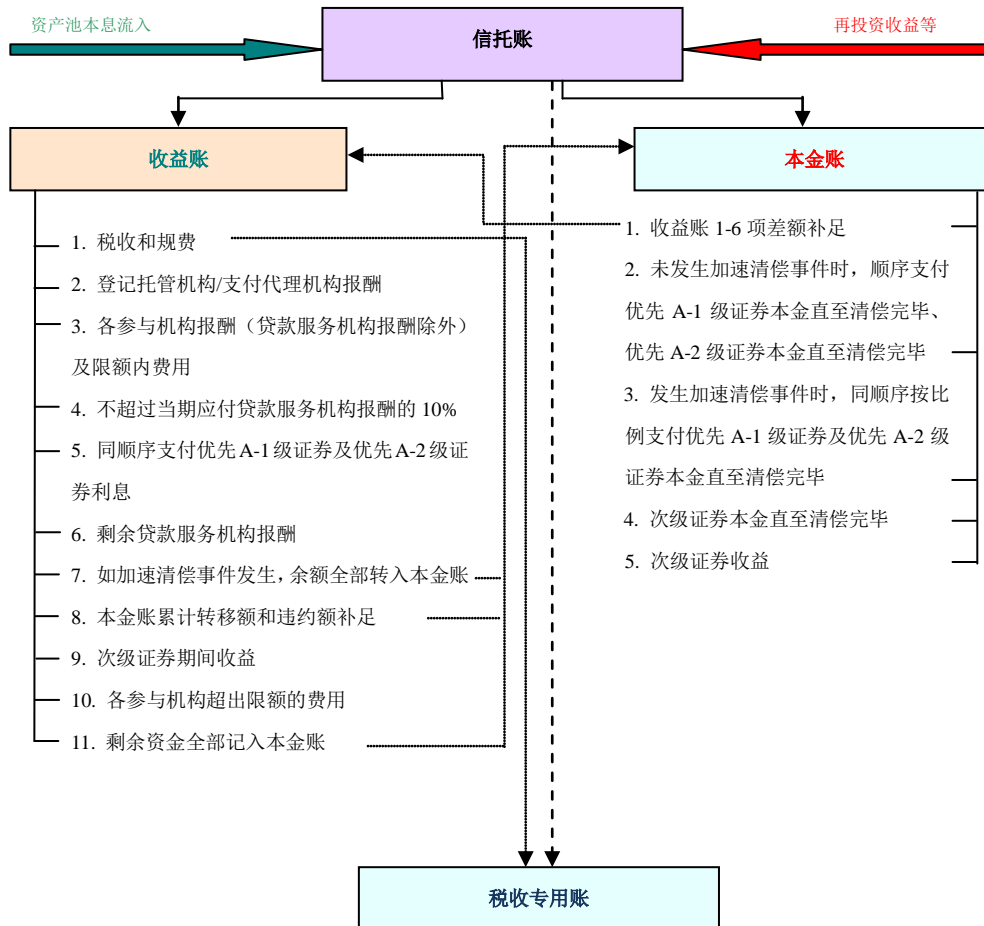 资产池本息流入
信托账
再投资收益等
收益账
1. 税收和规费
2. 登记托管机构/支付代理机构报酬
3. 各参与机构报酬（贷款服务机构报酬除外）
及限额内费用
4. 不超过当期应付贷款服务机构报酬的 10%
5. 同顺序支付优先 A-1 级证券及优先 A-2 级证
券利息
6. 剩余贷款服务机构报酬
7. 如加速清偿事件发生，余额全部转入本金账
8. 本金账累计转移额和违约额补足
9. 次级证券期间收益
10. 各参与机构超出限额的费用
11. 剩余资金全部记入本金账
本金账
1. 收益账 1-6 项差额补足
2. 未发生加速清偿事件时，顺序支付
优先 A-1 级证券本金直至清偿完毕、
优先 A-2 级证券本金直至清偿完毕
3. 发生加速清偿事件时，同顺序按比
例支付优先 A-1 级证券及优先 A-2 级
证券本金直至清偿完毕
4. 次级证券本金直至清偿完毕
5. 次级证券收益
税收专用账